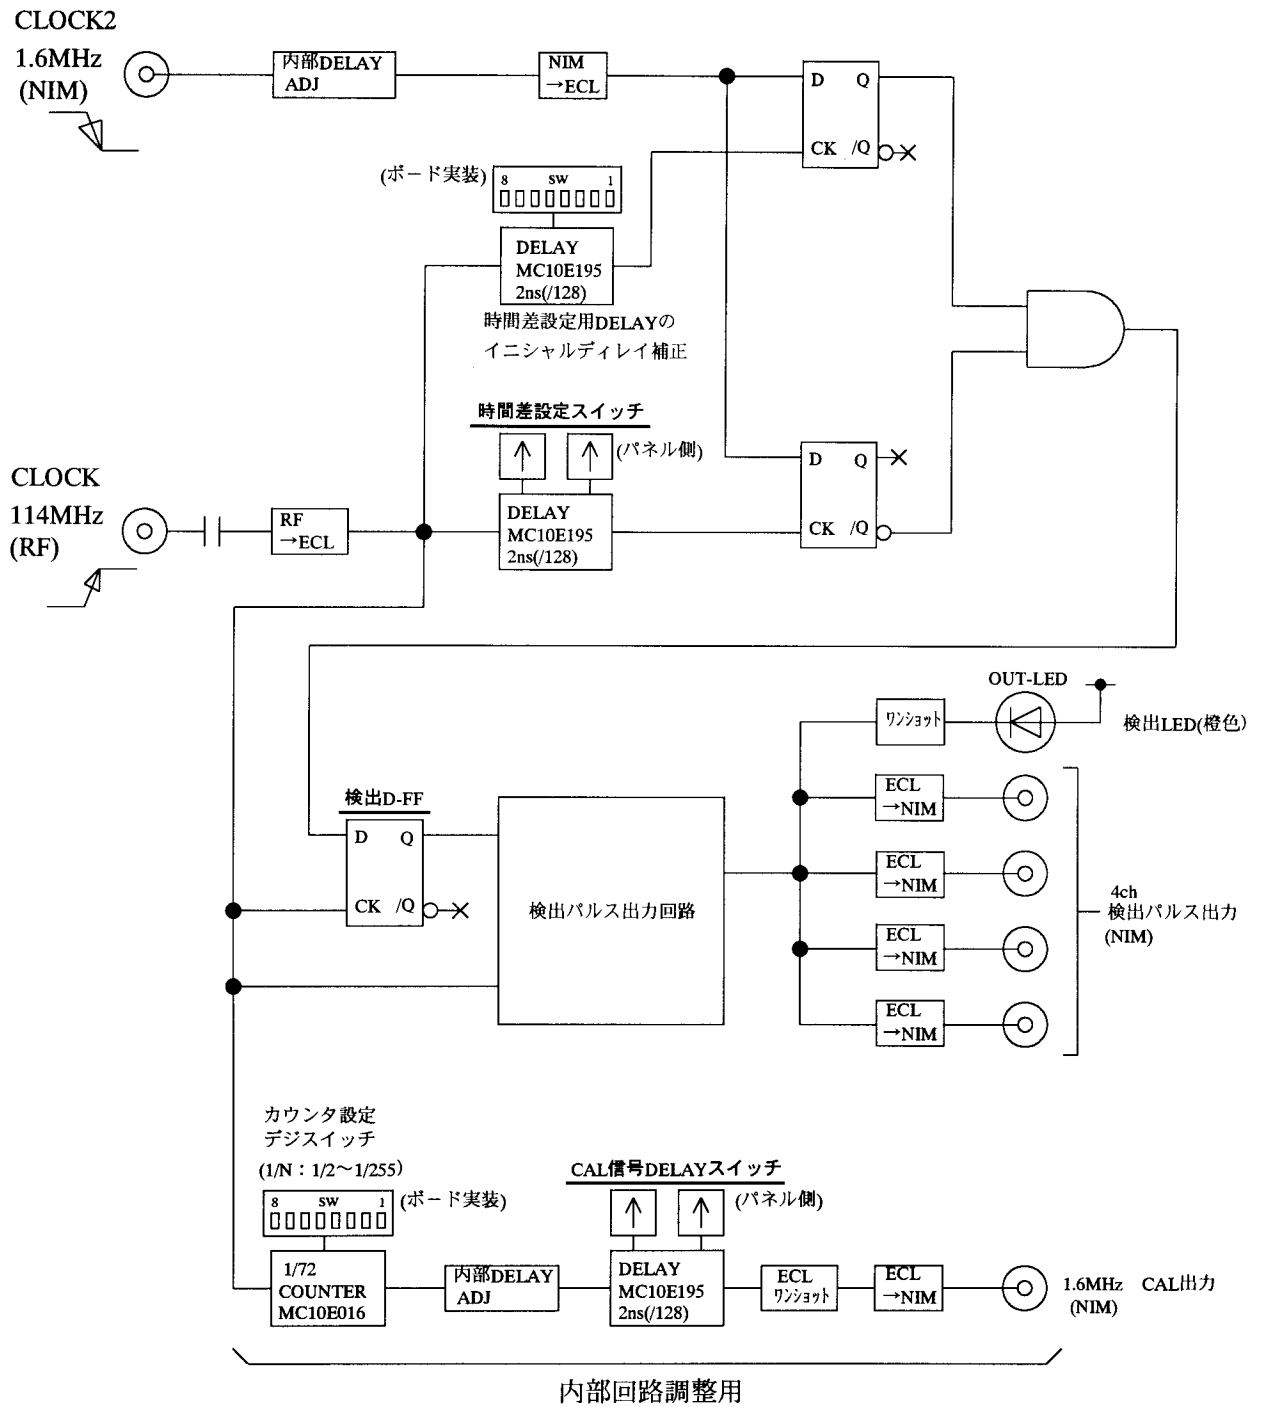 CLOCK2
1.6MHz
(NIM)
内部DELAY
ADJ
NIM
→ECL
D Q
CK /Q
(ボード実装)
8 SW 1
DELAY
MC10E195
2ns(/128)
時間差設定用DELAYの
イニシャルディレイ補正
時間差設定スイッチ
(パネル側)
CLOCK
114MHz
(RF)
RF
→ECL
DELAY
MC10E195
2ns(/128)
D Q
CK /Q
OUT-LED
ワンショット
検出LED(橙色)
検出D-FF
D Q
CK /Q
検出パルス出力回路
ECL
→NIM
ECL
→NIM
ECL
→NIM
ECL
→NIM
4ch
検出パルス出力
(NIM)
カウンタ設定
デジスイッチ
(1/N：1/2～1/255)
8 SW 1
(ボード実装)
CAL信号DELAYスイッチ
(パネル側)
1/72
COUNTER
MC10E016
内部DELAY
ADJ
DELAY
MC10E195
2ns(/128)
ECL
ワンショット
ECL
→NIM
1.6MHz CAL出力
(NIM)
内部回路調整用